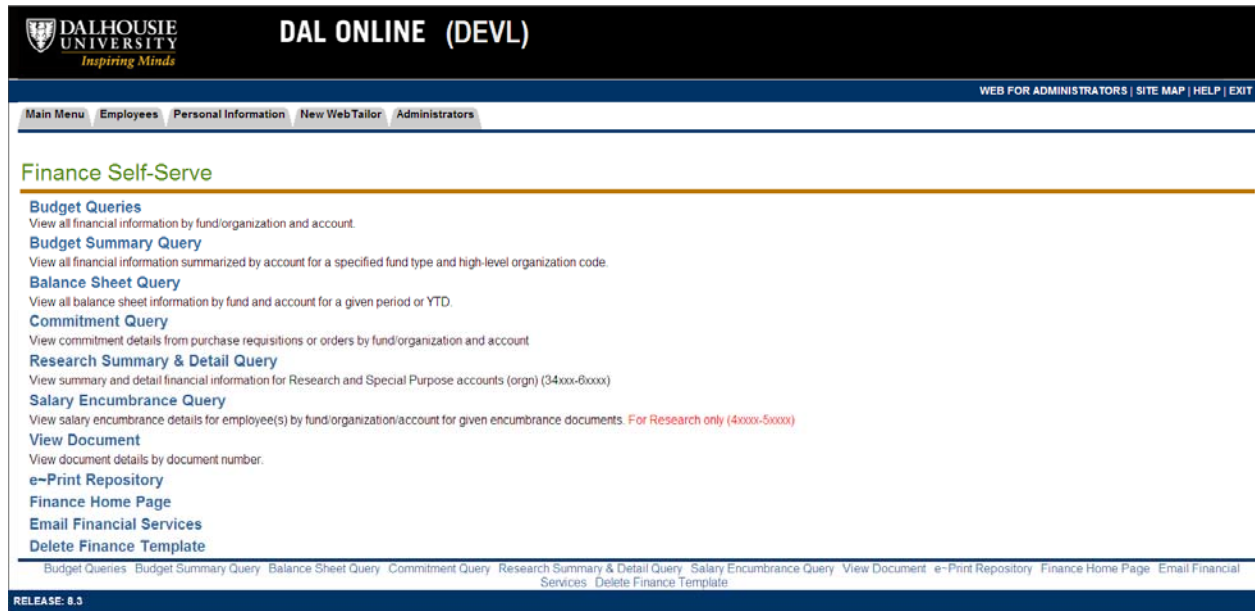 DALHOUSIE
UNIVERSITY
Inspiring Minds
DAL ONLINE (DEVL)
WEB FOR ADMINISTRATORS | SITE MAP | HELP | EXIT
Main Menu Employees Personal Information New WebTailor Administrators
Finance Self-Serve
Budget Queries
View all financial information by fund/organization and account.
Budget Summary Query
View all financial information summarized by account for a specified fund type and high-level organization code.
Balance Sheet Query
View all balance sheet information by fund and account for a given period or YTD.
Commitment Query
View commitment details from purchase requisitions or orders by fund/organization and account
Research Summary & Detail Query
View summary and detail financial information for Research and Special Purpose accounts (orgn) (34xxx-6xxxx)
Salary Encumbrance Query
View salary encumbrance details for employee(s) by fund/organization/account for given encumbrance documents. For Research only (4xxxx-5xxxx)
View Document
View document details by document number.
e~Print Repository
Finance Home Page
Email Financial Services
Delete Finance Template
Budget Queries Budget Summary Query Balance Sheet Query Commitment Query Research Summary & Detail Query Salary Encumbrance Query View Document e~Print Repository Finance Home Page Email Financial
Services Delete Finance Template
RELEASE: 8.3